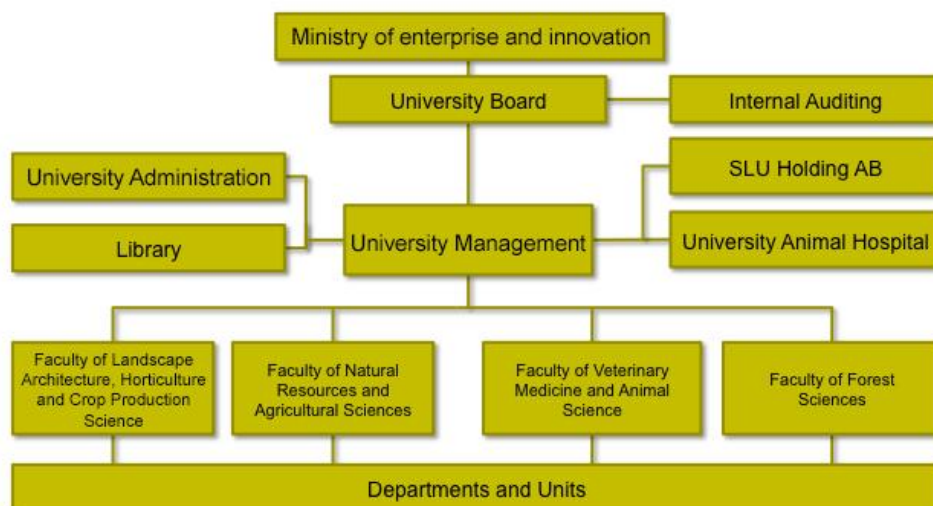 Ministry of enterprise and innovation
University Board
Internal Auditing
University Administration
SLU Holding AB
Library
University Management
University Animal Hospital
Faculty of Landscape
Architecture, Horticulture
and Crop Production
Science
Faculty of Natural
Resources and
Agricultural Sciences
Faculty of Veterinary
Medicine and Animal
Science
Faculty of Forest
Sciences
Departments and Units